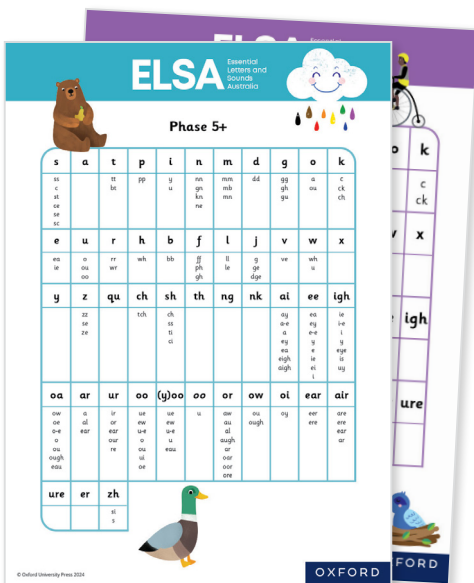 ELSA
Essential
Letters and
Sounds
Australia
Phase 5+
s a t p i n m d g o k
ss tt pp y nn mm dd gg a c
c bt u gn mb gh ou ck
st kn mn gu ch
ce ne
se
sc
e u r h b f l j v w x
ea a rr wh bb ff ll g ve wh
ie o wr ph le ge u
ou gh dge
oo
y z qu ch sh th ng nk ai ee igh
zz tch ch ay ea ie
se ss a-e ey i-e
ze ti a e-e i
ci ey y y
ea e eye
eigh ie is
aigh ei uy
i
oa ar ur oo (y)oo oo or ow oi ear air
ow a ir ue ue u aw ou oy eer are
oe al or ew ew au ough ere ere
o-e ear ear u-e u-e al ear
o our o u augh ar
ou re ou eau ar
ough ui oar
eau oe oor
ore
ure er zh
si
s
© Oxford University Press 2024
OXFORD
k
c
ck
x
igh
ure
FORD